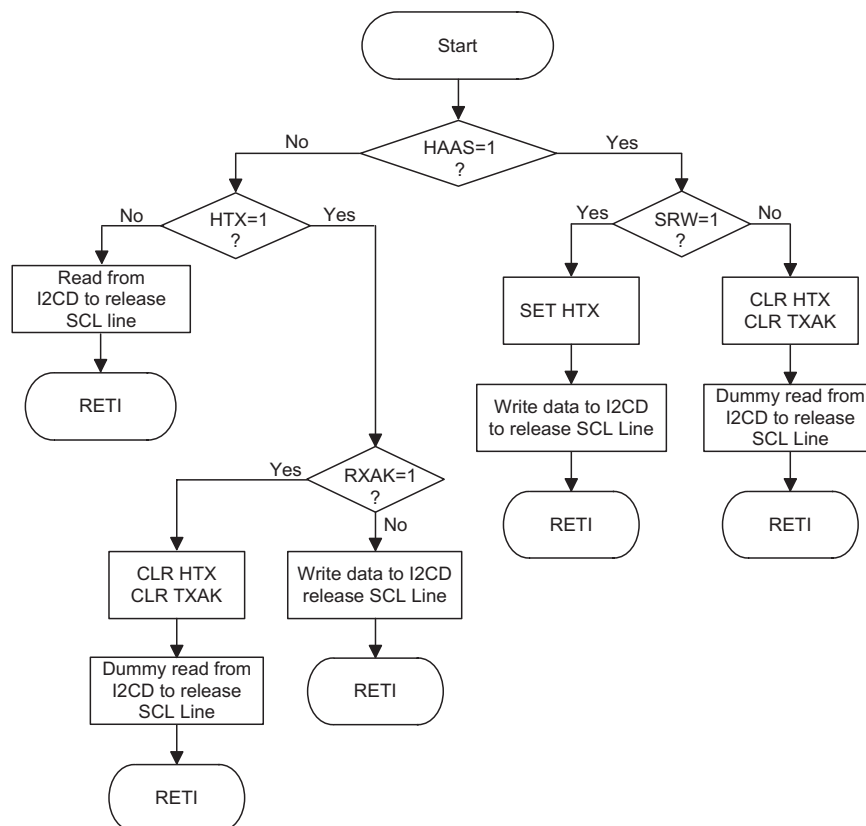 Start
HAAS=1
?
No
Yes
HTX=1
?
No
Yes
SRW=1
?
Yes
No
Read from
I2CD to release
SCL line
SET HTX
CLR HTX
CLR TXAK
RETI
Write data to I2CD
to release SCL Line
Dummy read from
I2CD to release
SCL Line
RXAK=1
?
Yes
No
RETI
RETI
CLR HTX
CLR TXAK
Write data to I2CD
release SCL Line
Dummy read from
I2CD to release
SCL Line
RETI
RETI